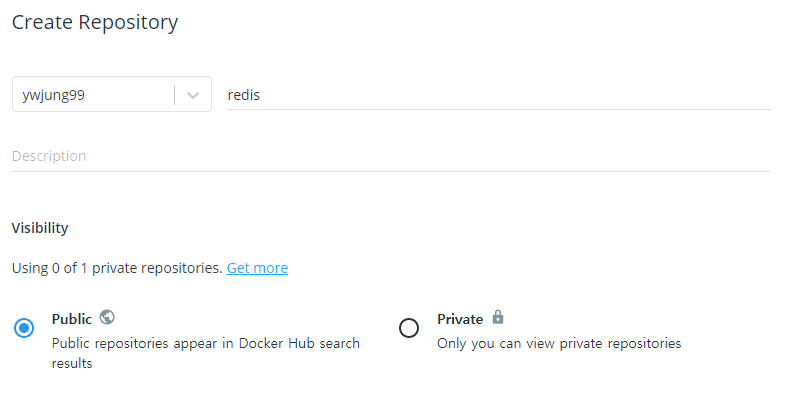 Create Repository
ywjung99
redis
Description
Visibility
Using 0 of 1 private repositories. Get more
Public
Public repositories appear in Docker Hub search
results
Private
Only you can view private repositories